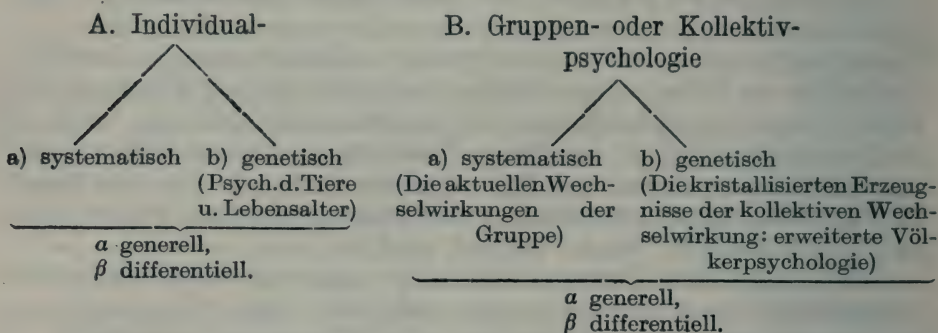 A. Individual-
a) systematisch b) genetisch
(Psych. d. Tiere
u. Lebensalter)
α generell,
β differentiell.
B. Gruppen- oder Kollektiv-
psychologie
a) systematisch
(Die aktuellen Wech-
selwirkungen der
Gruppe)
b) genetisch
(Die kristallisierten Erzeug-
nisse der kollektiven Wech-
selwirkung: erweiterte Völ-
kerpsychologie)
α generell,
β differentiell.